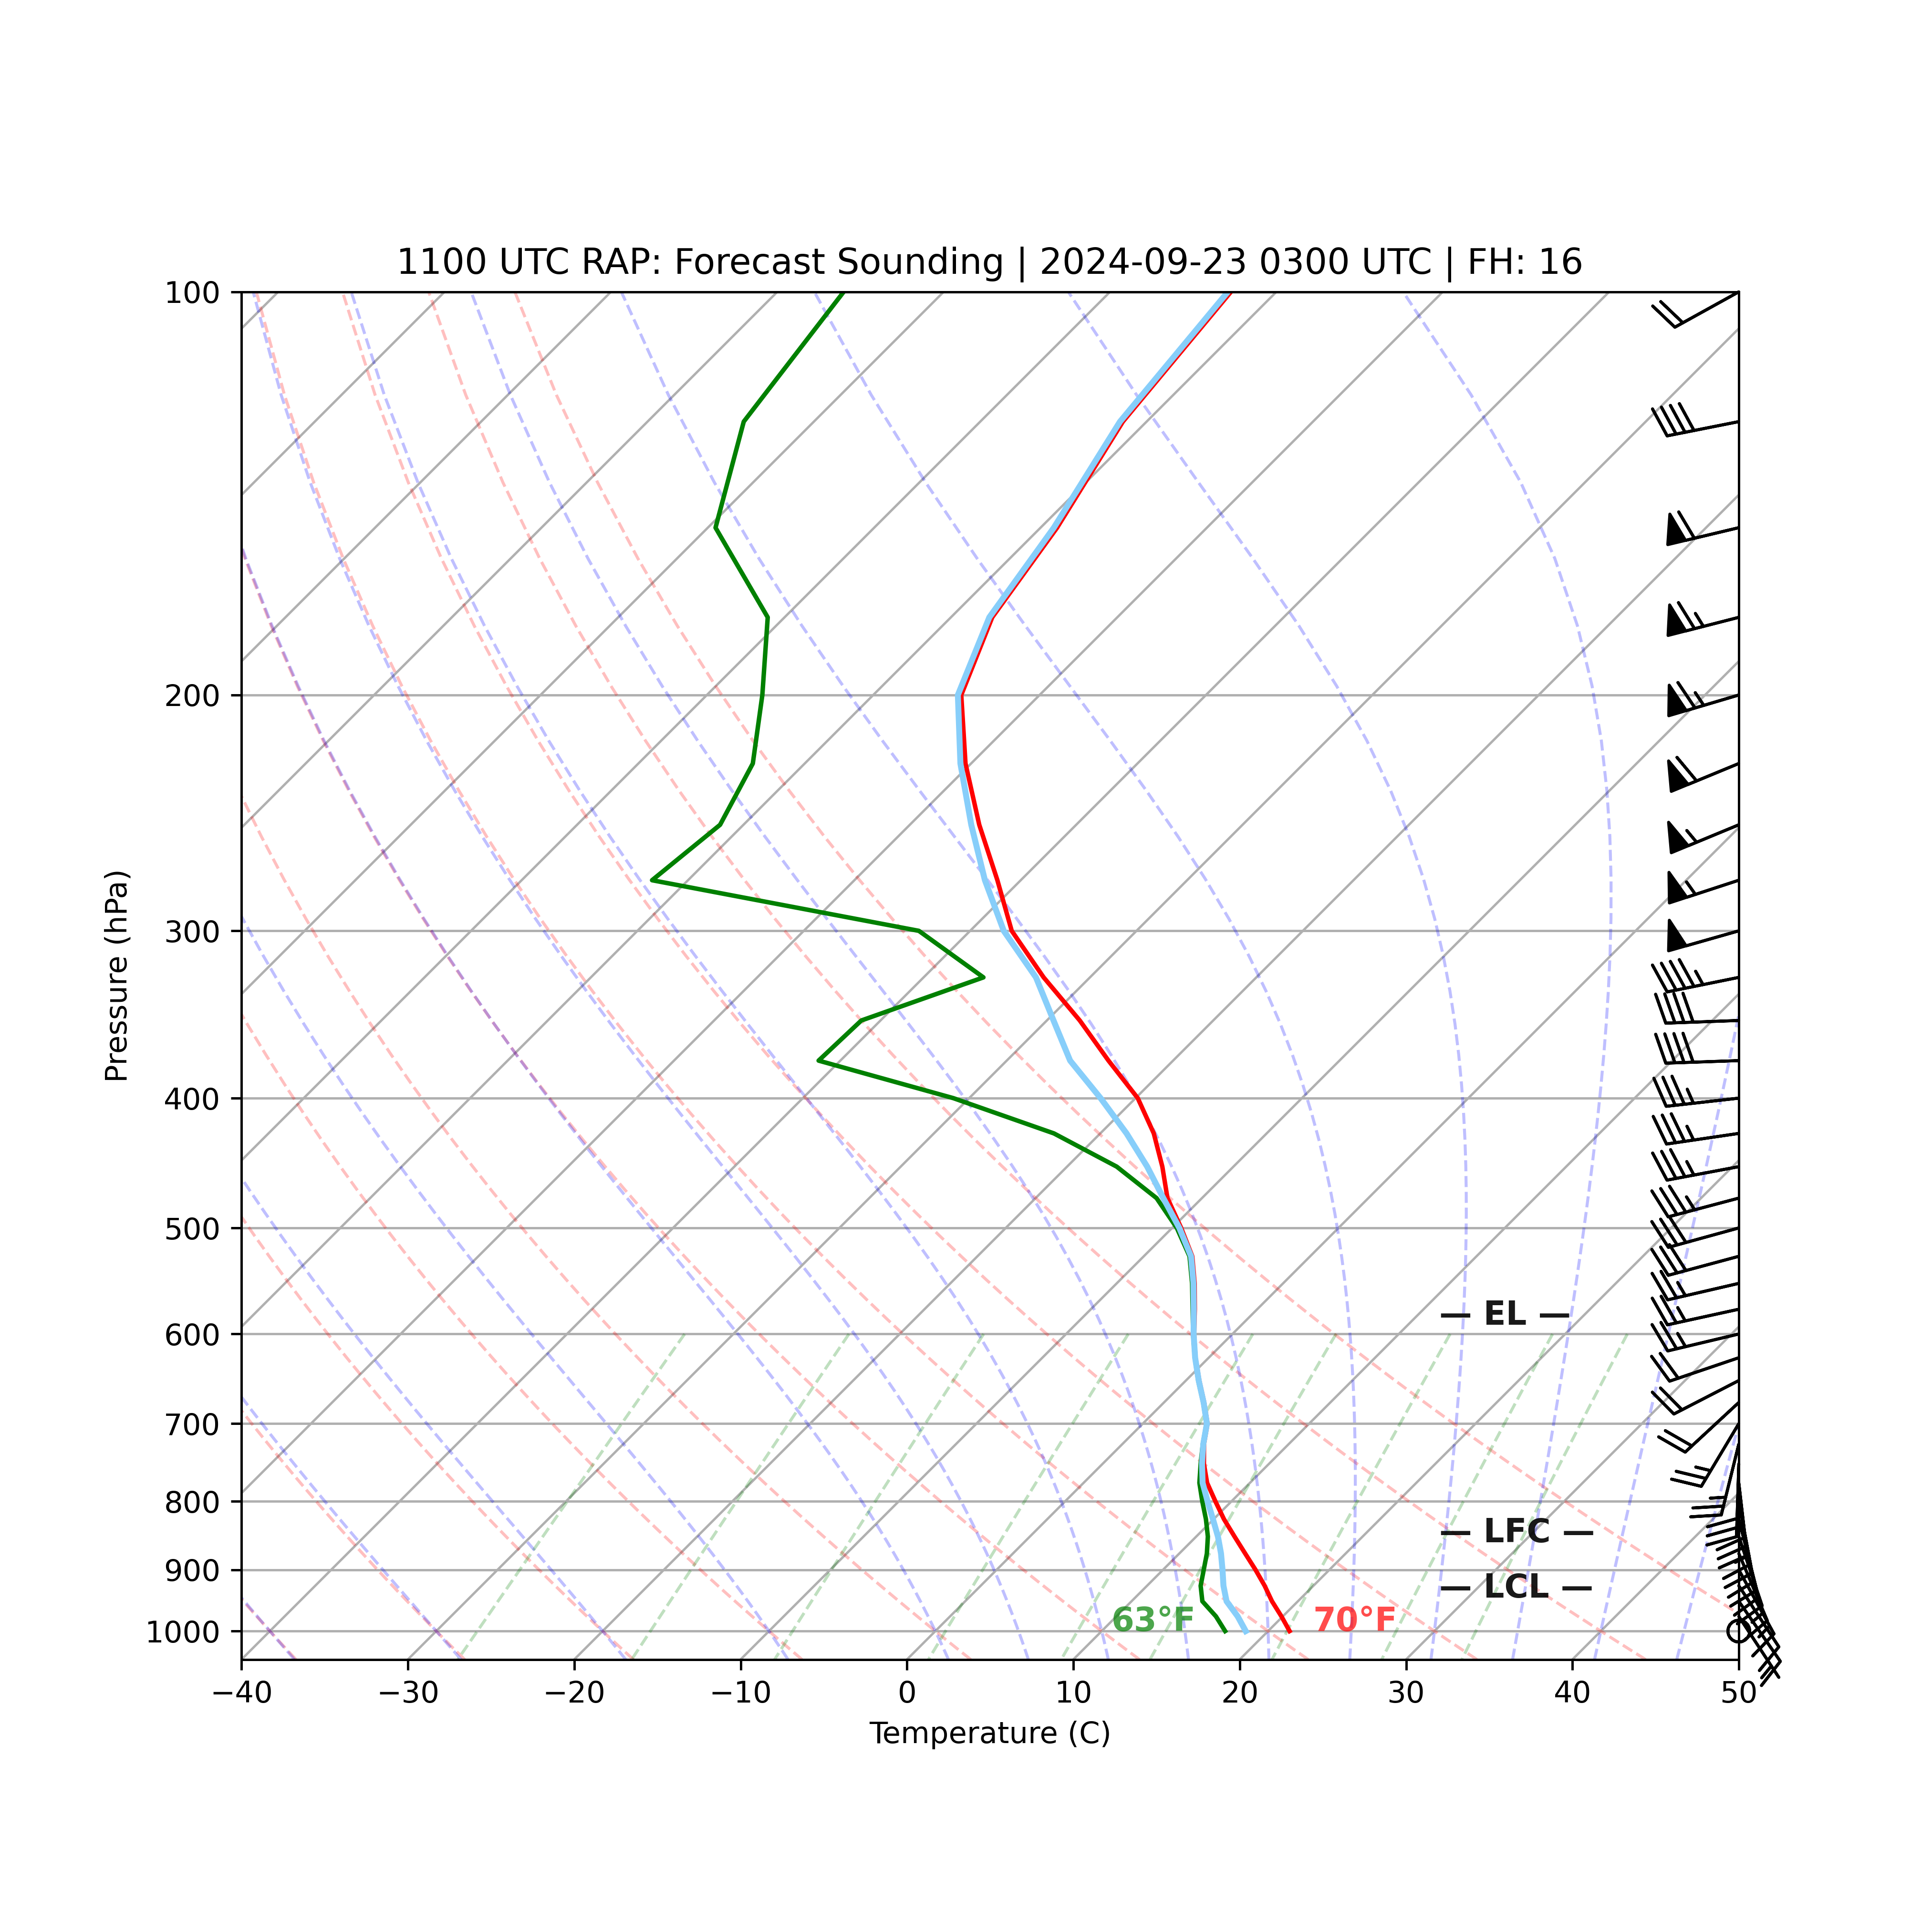 1100 UTC RAP: Forecast Sounding | 2024-09-23 0300 UTC | FH: 16
100
200
300
400
500
600
700
800
900
1000
Pressure (hPa)
— EL —
— LFC —
— LCL —
63°F
70°F
−40
−30
−20
−10
0
10
20
30
40
50
Temperature (C)